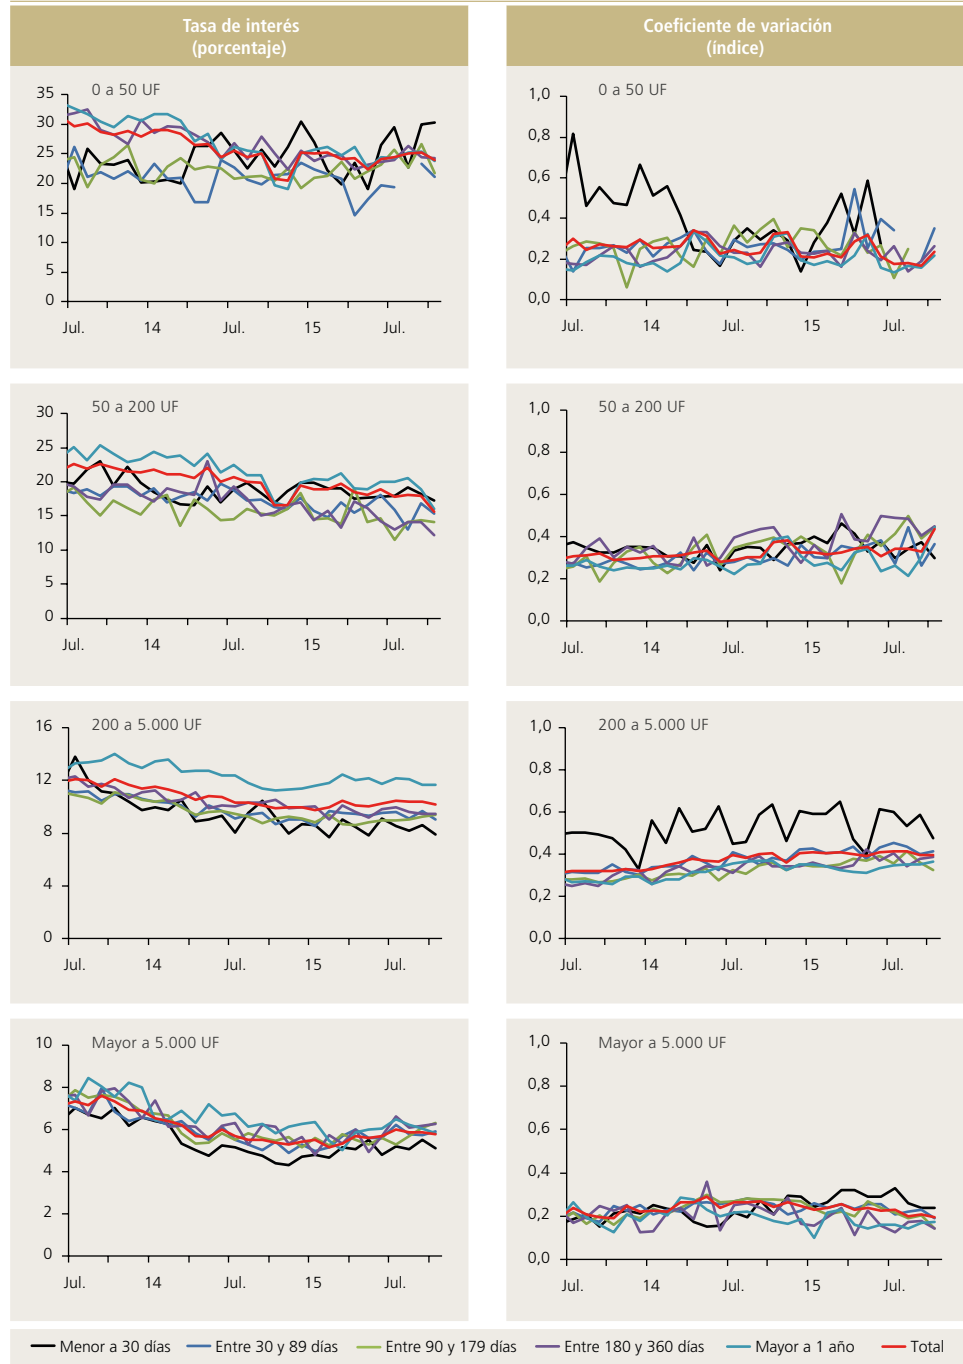 Tasa de interés
(porcentaje)
Coeficiente de variación
(índice)
0 a 50 UF
35
30
25
20
15
10
5
0
Jul. 14 Jul. 15 Jul.
0 a 50 UF
1,0
0,8
0,6
0,4
0,2
0,0
Jul. 14 Jul. 15 Jul.
50 a 200 UF
30
25
20
15
10
5
0
Jul. 14 Jul. 15 Jul.
50 a 200 UF
1,0
0,8
0,6
0,4
0,2
0,0
Jul. 14 Jul. 15 Jul.
200 a 5.000 UF
16
12
8
4
0
Jul. 14 Jul. 15 Jul.
200 a 5.000 UF
1,0
0,8
0,6
0,4
0,2
0,0
Jul. 14 Jul. 15 Jul.
Mayor a 5.000 UF
10
8
6
4
2
0
Jul. 14 Jul. 15 Jul.
Mayor a 5.000 UF
1,0
0,8
0,6
0,4
0,2
0,0
Jul. 14 Jul. 15 Jul.
Menor a 30 días Entre 30 y 89 días Entre 90 y 179 días Entre 180 y 360 días Mayor a 1 año Total